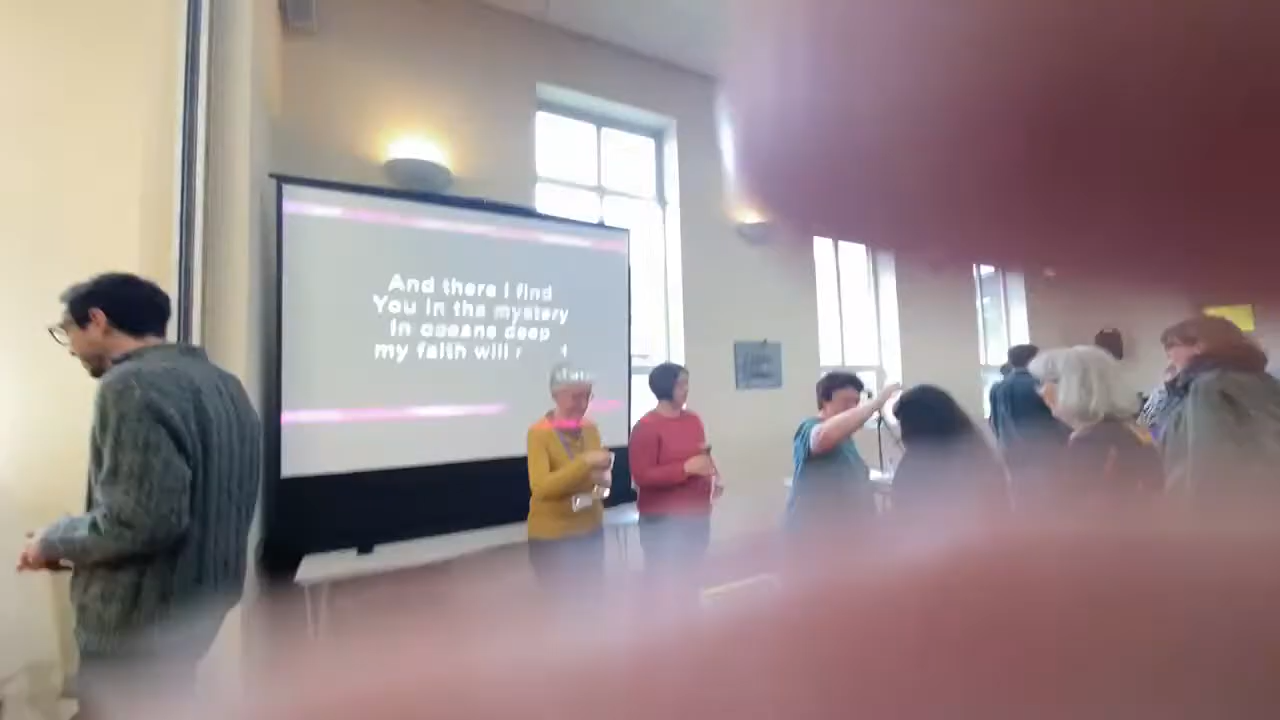 And there I find
You in the mystery
In oceans deep
my faith will